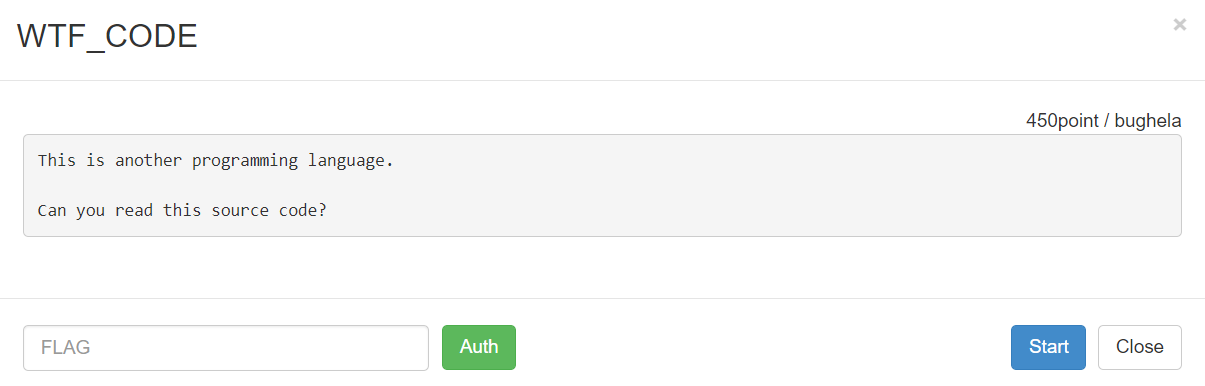 WTF_CODE
×
450point / bughela
This is another programming language.
Can you read this source code?
FLAG
Auth
Start
Close